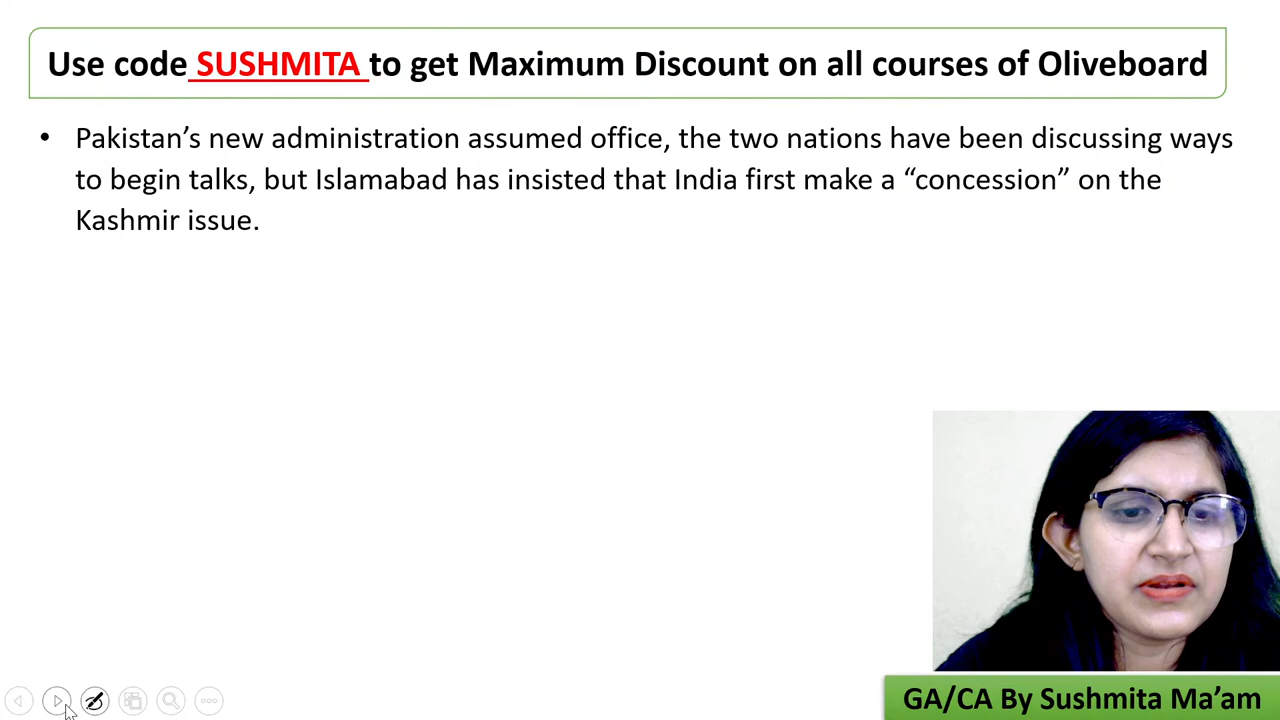 Use code SUSHMITA to get Maximum Discount on all courses of Oliveboard
• Pakistan’s new administration assumed office, the two nations have been discussing ways
to begin talks, but Islamabad has insisted that India first make a “concession” on the
Kashmir issue.
GA/CA By Sushmita Ma’am